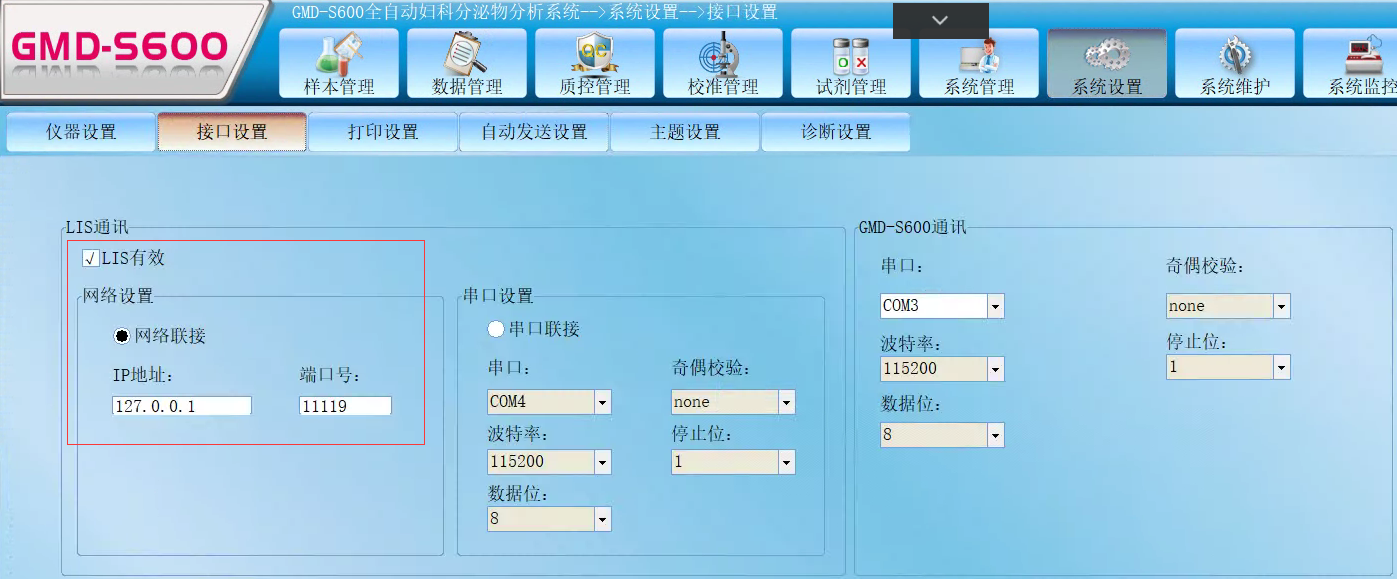 GMD-S600全自动妇科分泌物分析系统-->系统设置-->接口设置
GMD-S600
样本管理
数据管理
QC
质控管理
校准管理
试剂管理
系统管理
系统设置
系统维护
系统监控
仪器设置
接口设置
打印设置
自动发送设置
主题设置
诊断设置
LIS通讯
LIS有效
网络设置
网络联接
IP地址:
端口号:
127.0.0.1
11119
串口设置
串口联接
串口:
奇偶校验:
COM4
none
波特率:
停止位:
115200
1
数据位:
8
GMD-S600通讯
串口:
奇偶校验:
COM3
none
波特率:
停止位:
115200
1
数据位:
8